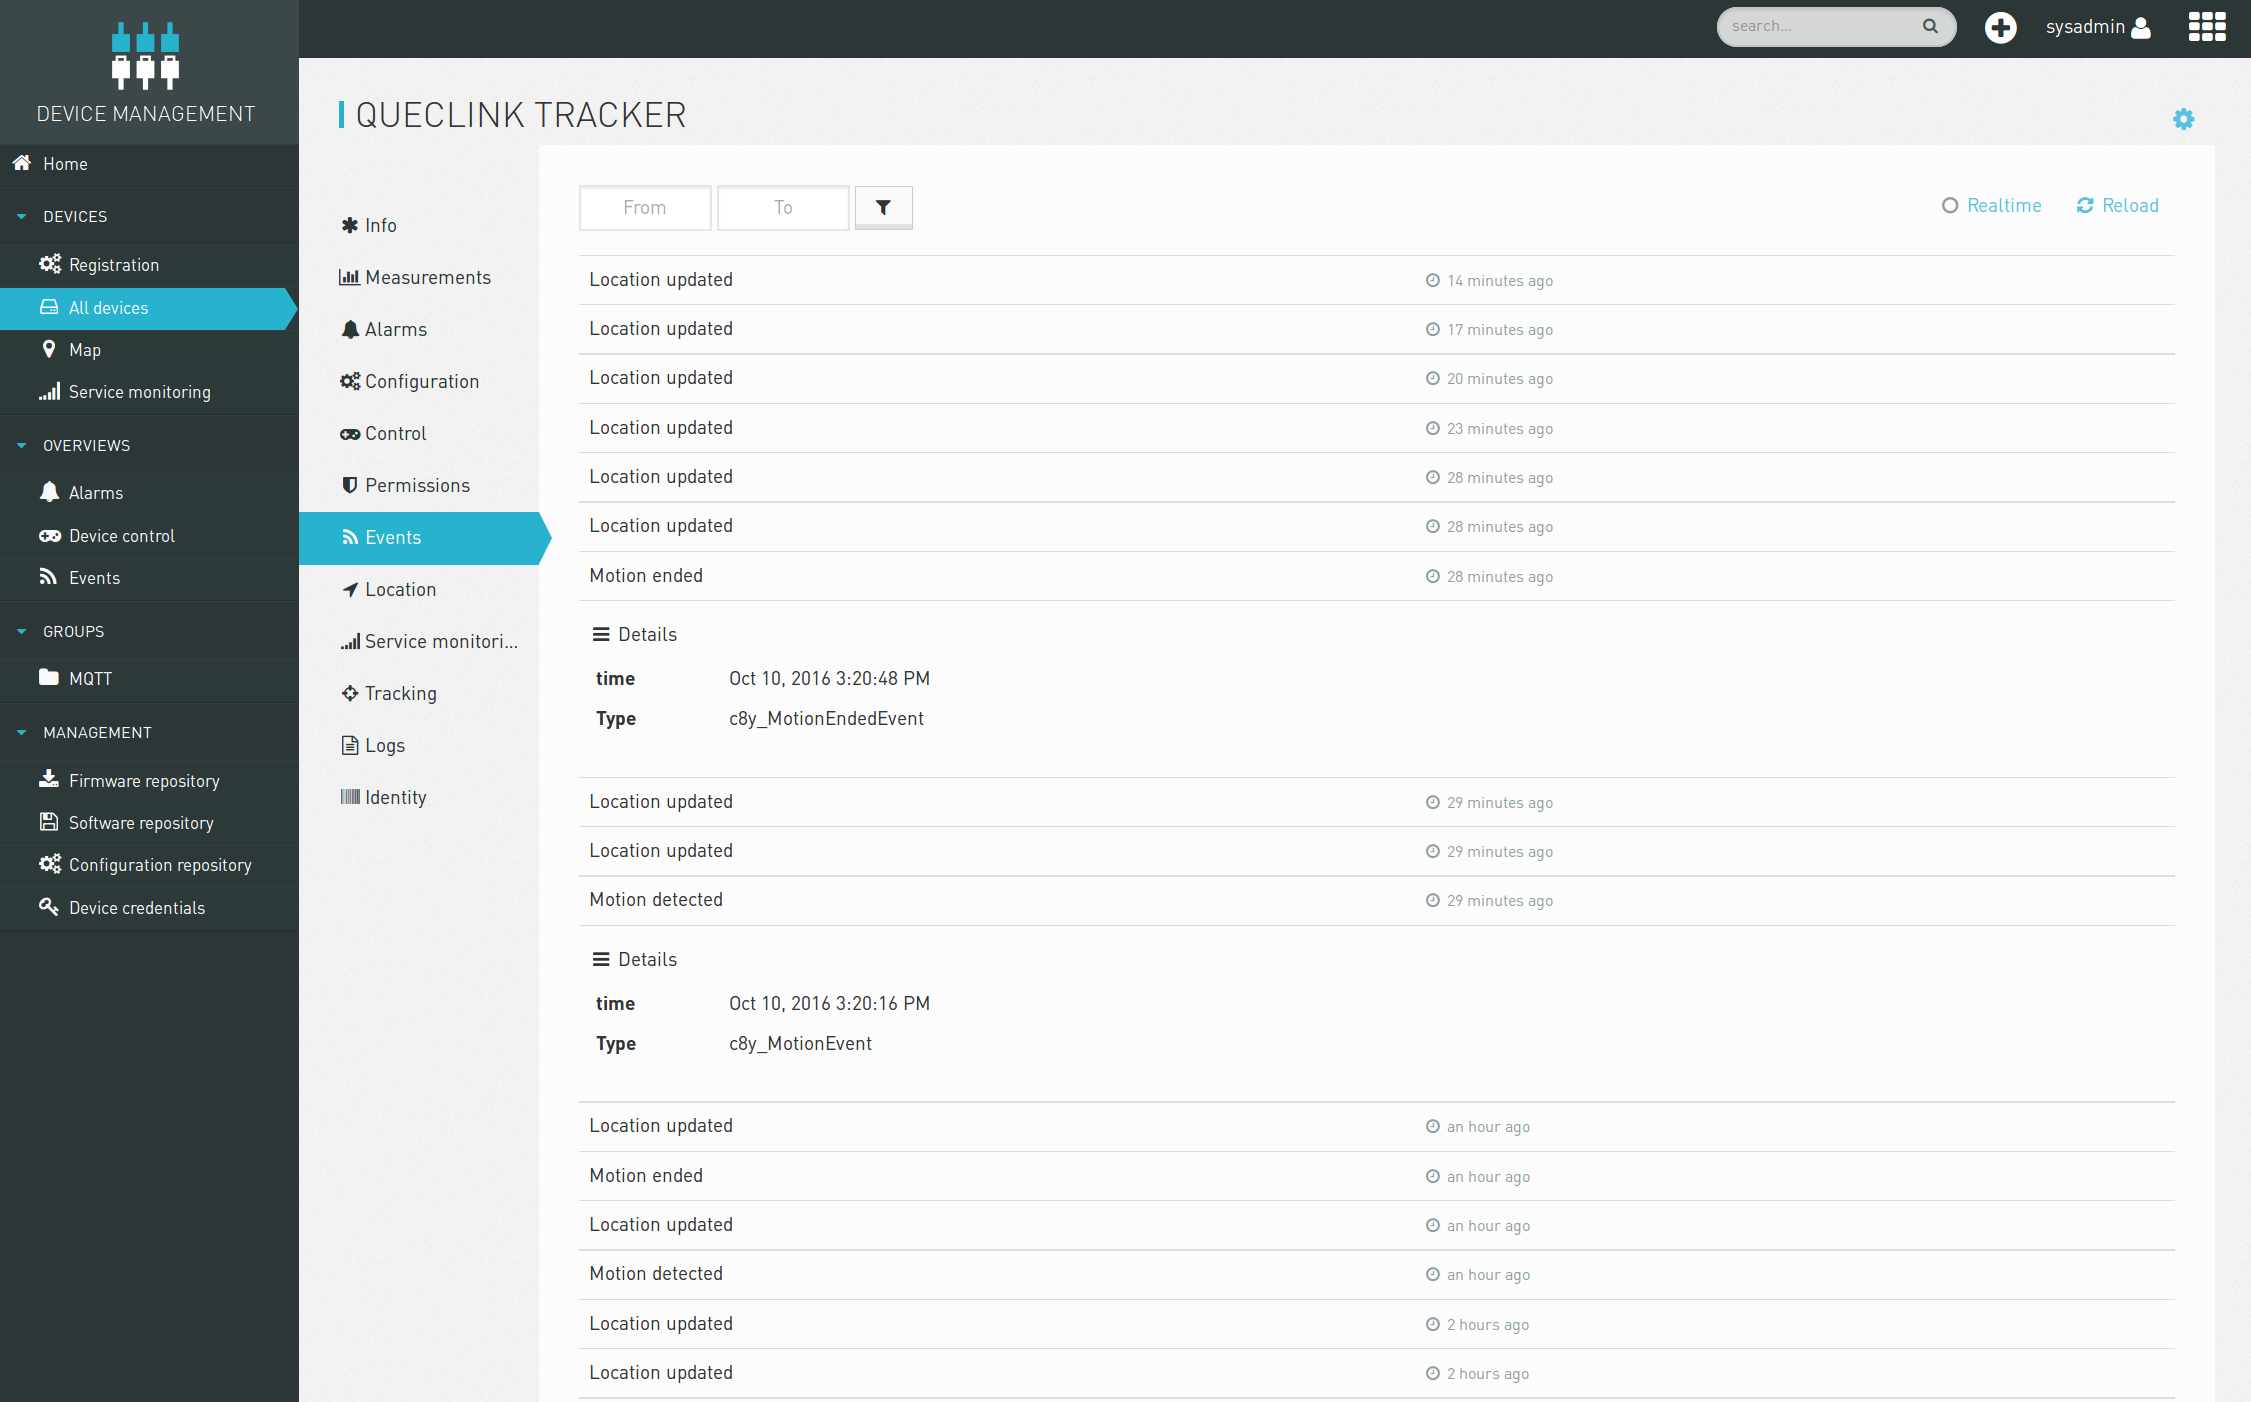 DEVICE MANAGEMENT
Home
DEVICES
Registration
All devices
Map
Service monitoring
OVERVIEWS
Alarms
Device control
Events
GROUPS
MQTT
MANAGEMENT
Firmware repository
Software repository
Configuration repository
Device credentials
search...
sysadmin
QUECLINK TRACKER
Info
Measurements
Alarms
Configuration
Control
Permissions
Events
Location
Service monitori...
Tracking
Logs
Identity
From To
Realtime Reload
Location updated 14 minutes ago
Location updated 17 minutes ago
Location updated 20 minutes ago
Location updated 23 minutes ago
Location updated 28 minutes ago
Location updated 28 minutes ago
Motion ended 28 minutes ago
Details
time Oct 10, 2016 3:20:48 PM
Type c8y_MotionEndedEvent
Location updated 29 minutes ago
Location updated 29 minutes ago
Motion detected 29 minutes ago
Details
time Oct 10, 2016 3:20:16 PM
Type c8y_MotionEvent
Location updated an hour ago
Motion ended an hour ago
Location updated an hour ago
Motion detected an hour ago
Location updated 2 hours ago
Location updated 2 hours ago